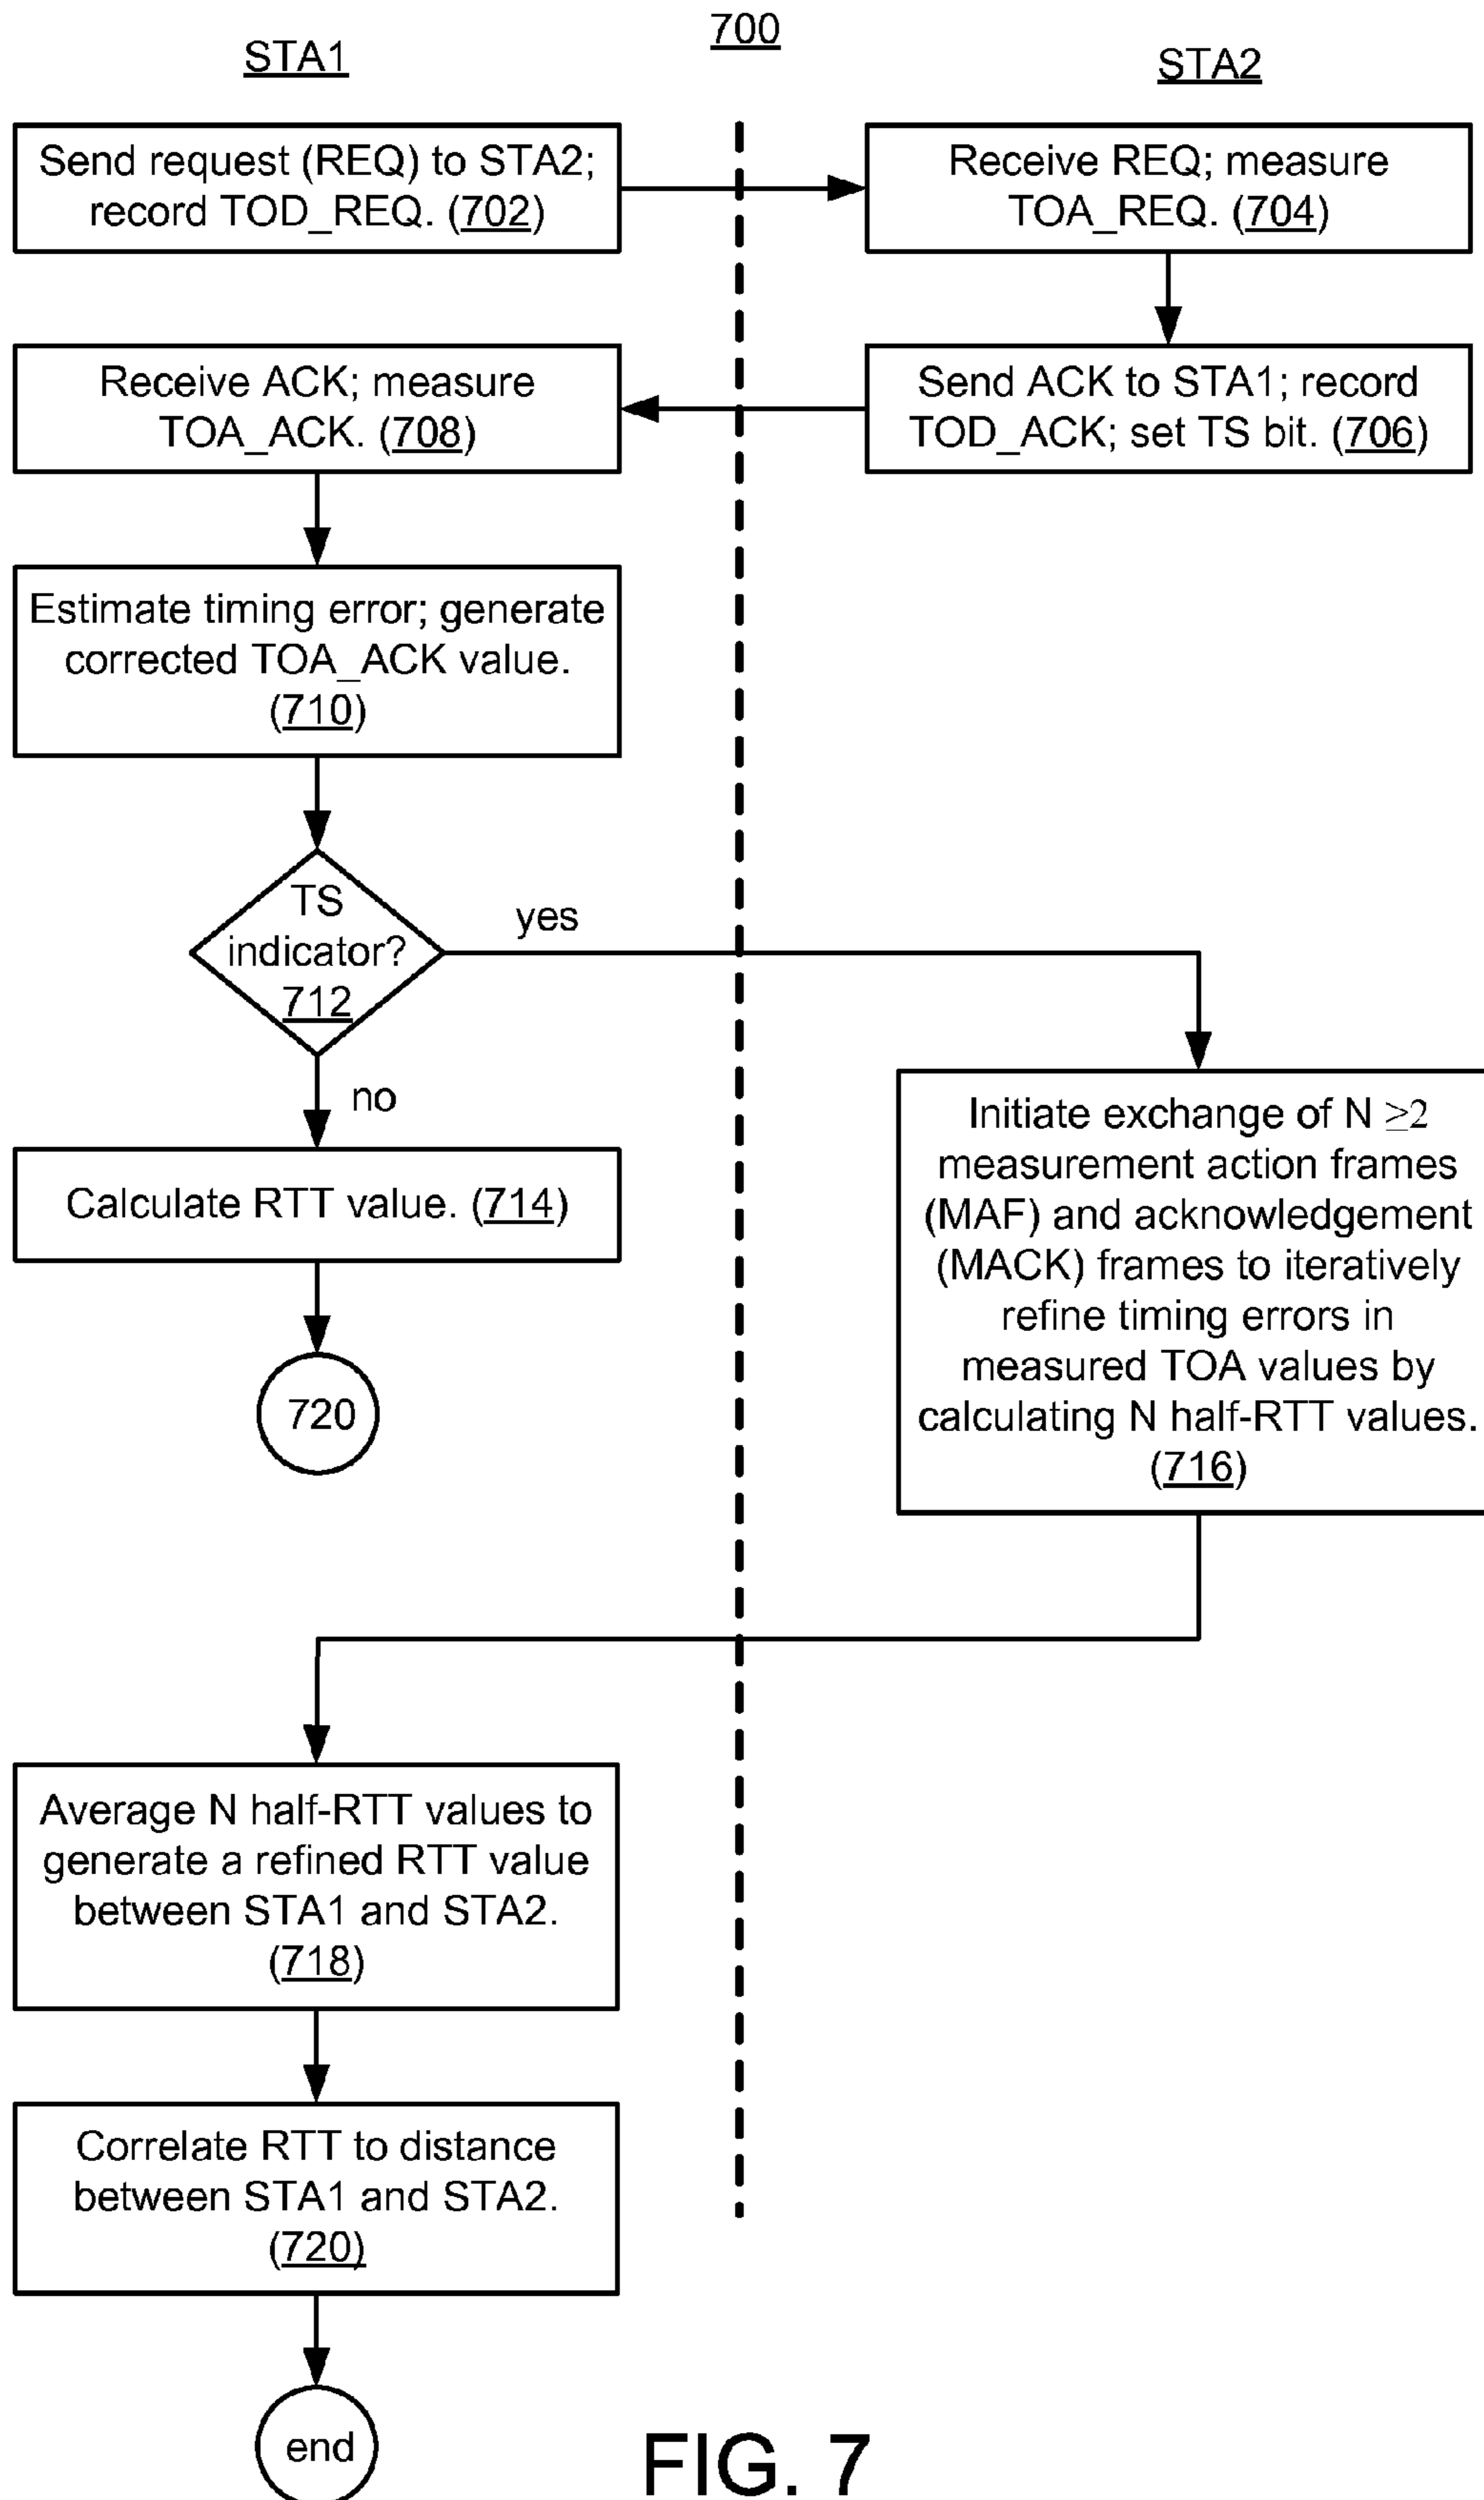 700
STA1
STA2
Send request (REQ) to STA2;
record TOD_REQ. (702)
Receive REQ; measure
TOA_REQ. (704)
Receive ACK; measure
TOA_ACK. (708)
Send ACK to STA1; record
TOD_ACK; set TS bit. (706)
Estimate timing error; generate
corrected TOA_ACK value.
(710)
TS
indicator?
712
yes
no
Calculate RTT value. (714)
720
Initiate exchange of N ≥2
measurement action frames
(MAF) and acknowledgement
(MACK) frames to iteratively
refine timing errors in
measured TOA values by
calculating N half-RTT values.
(716)
Average N half-RTT values to
generate a refined RTT value
between STA1 and STA2.
(718)
Correlate RTT to distance
between STA1 and STA2.
(720)
end
FIG. 7